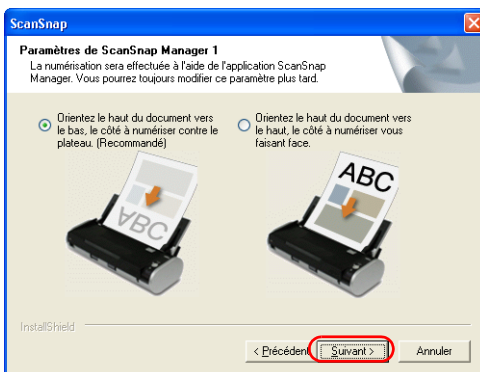 ScanSnap
Paramètres de ScanSnap Manager 1
La numérisation sera effectuée à l'aide de l'application ScanSnap
Manager. Vous pourrez toujours modifier ce paramètre plus tard.
Orientez le haut du document vers
le bas, le côté à numériser contre le
plateau. (Recommandé)
Orientez le haut du document vers
le haut, le côté à numériser vous
faisant face.
ABC
ABC
InstallShield
< Précédent
Suivant >
Annuler